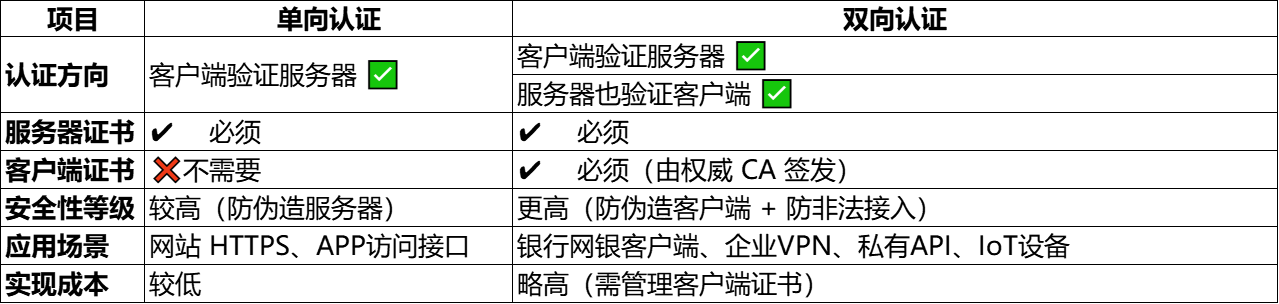 项目 单向认证 双向认证
认证方向 客户端验证服务器 ✅ 客户端验证服务器 ✅
服务器也验证客户端 ✅
服务器证书 ✔ 必须 ✔ 必须
客户端证书 ❌不需要 ✔ 必须（由权威 CA 签发）
安全性等级 较高（防伪造服务器） 更高（防伪造客户端 + 防非法接入）
应用场景 网站 HTTPS、APP访问接口 银行网银客户端、企业VPN、私有API、IoT设备
实现成本 较低 略高（需管理客户端证书）